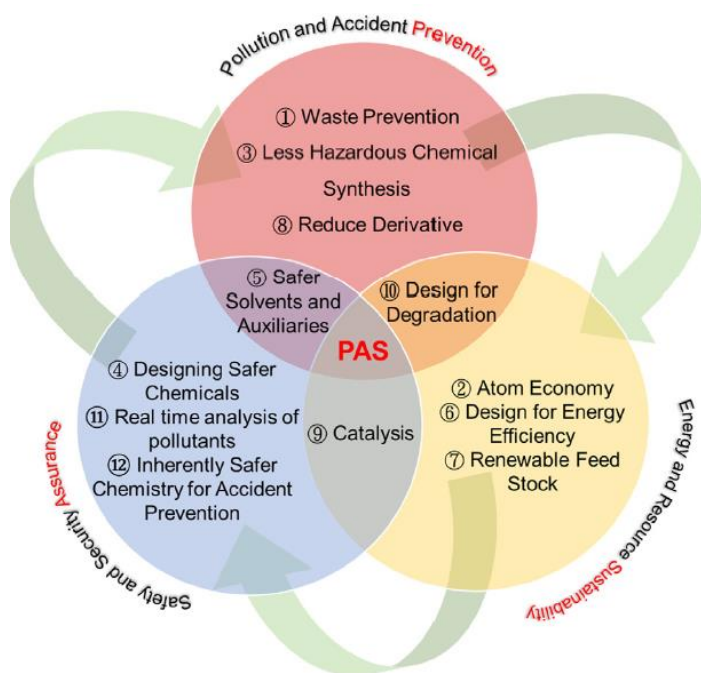 Pollution and Accident Prevention
① Waste Prevention
③ Less Hazardous Chemical
Synthesis
⑧ Reduce Derivative
⑤ Safer
Solvents and
Auxiliaries
⑩ Design for
Degradation
PAS
④ Designing Safer
Chemicals
⑪ Real time analysis of
pollutants
⑫ Inherently Safer
Chemistry for Accident
Prevention
⑨ Catalysis
② Atom Economy
⑥ Design for Energy
Efficiency
⑦ Renewable Feed
Stock
Safety and Security Assurance
Energy and Resource Sustainability